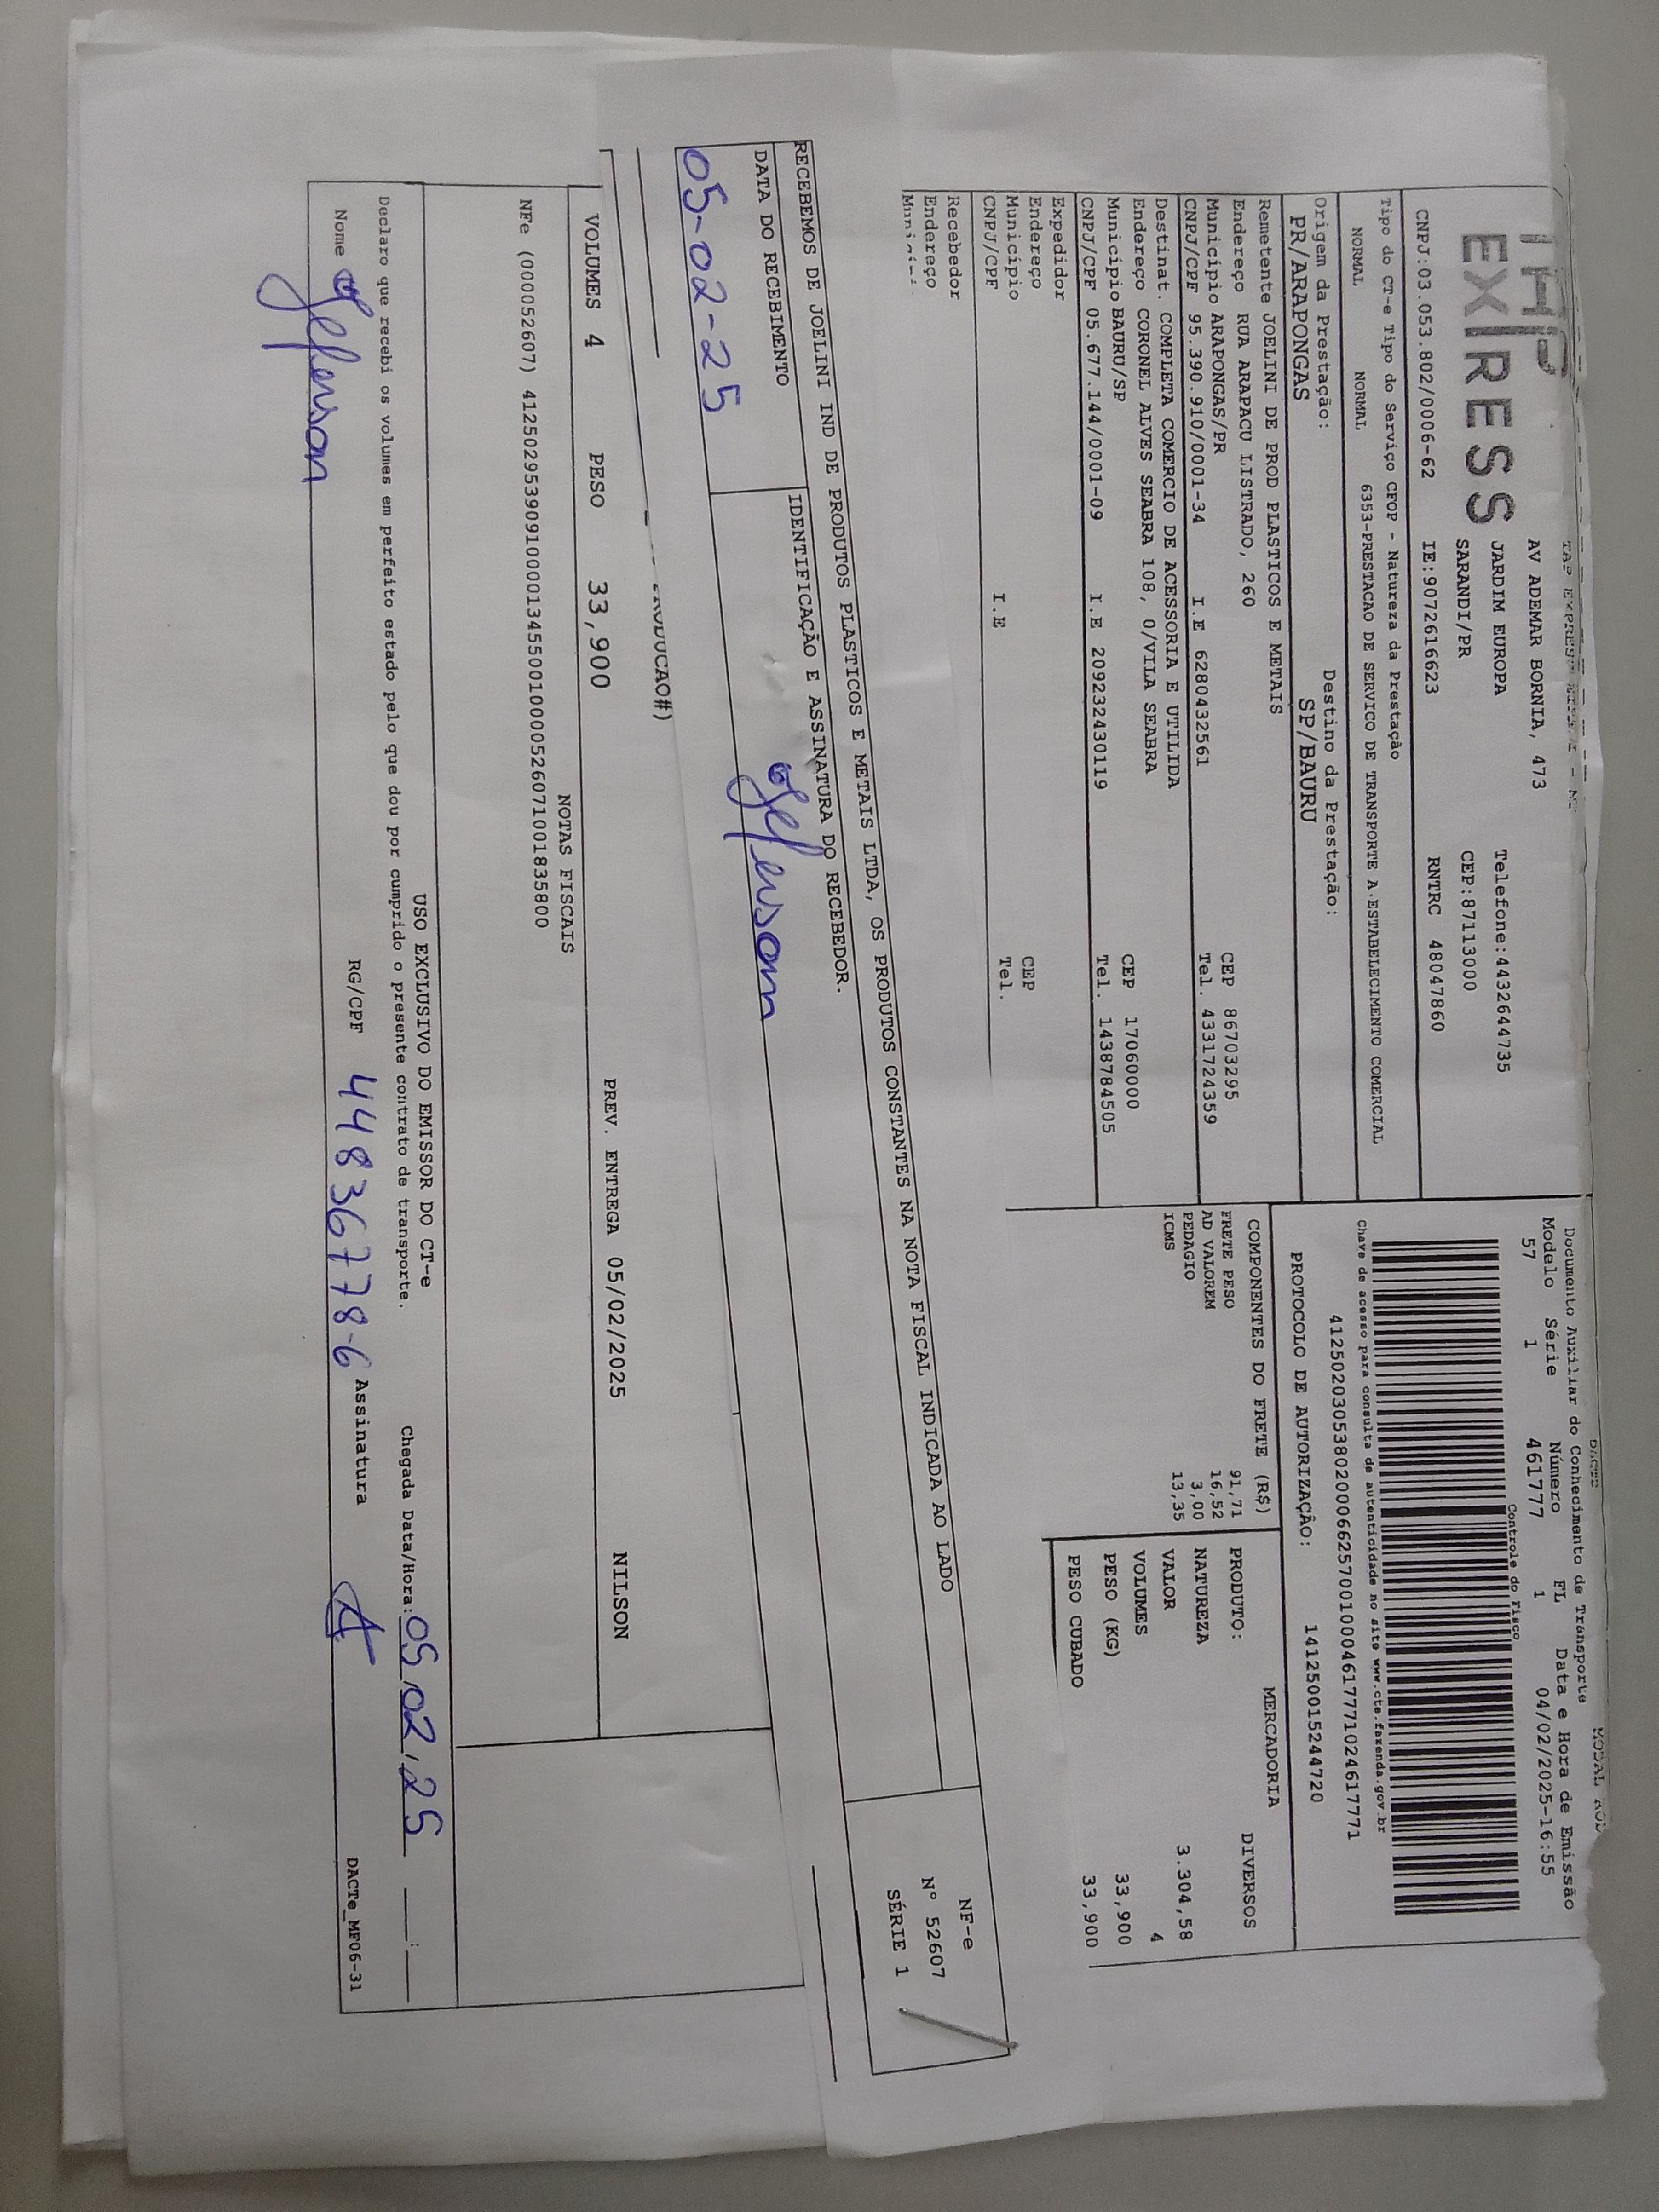 EXPRESS
AV ADEMAR BORNIA, 473
JARDIM EUROPA
Telefone:4432644735
SARANDI/PR
CEP:87113000
CNPJ:03.053.802/0006-62 IE:9072616623 RNTRC 48047860
Tipo do CT-e Tipo do Serviço CFOP - Natureza da Prestação
NORMAL NORMAL 6353-PRESTACAO DE SERVICO DE TRANSPORTE A ESTABELECIMENTO COMERCIAL
Origem da Prestação: Destino da Prestação:
PR/ARAPONGAS SP/BAURU
Remetente JOELINI DE PROD PLASTICOS E METAIS
Endereço RUA ARAPACU LISTRADO, 260 CEP 86703295
Município ARAPONGAS/PR Tel. 4331724359
CNPJ/CPF 95.390.910/0001-34 I.E 6280432561
Destinat. COMPLETA COMERCIO DE ACESSORIA E UTILIDA
Endereço CORONEL ALVES SEABRA 108, 0/VILA SEABRA CEP 17060000
Município BAURU/SP Tel. 1438784505
CNPJ/CPF 05.677.144/0001-09 I.E 209232430119
Expedidor
Endereço CEP
Município Tel.
CNPJ/CPF I.E
Recebedor
Endereço
Documento Auxiliar do Conhecimento de Transporte
Modelo Série Número FL Data e Hora de Emissão
57 1 461777 1 04/02/2025-16:55
Controle do Fisco
Chave de acesso para consulta de autenticidade no site www.cte.fazenda.gov.br
41250203053802000662570010004617771024617771
PROTOCOLO DE AUTORIZAÇÃO: 141250015244720
COMPONENTES DO FRETE (R$)
FRETE PESO 91,71
AD VALOREM 16,52
PEDAGIO 3,00
ICMS 13,35
MERCADORIA
PRODUTO: DIVERSOS
NATUREZA
VALOR 3.304,58
VOLUMES 4
PESO (KG) 33,900
PESO CUBADO 33,900
RECEBEMOS DE JOELINI IND DE PRODUTOS PLASTICOS E METAIS LTDA, OS PRODUTOS CONSTANTES NA NOTA FISCAL INDICADA AO LADO
DATA DO RECEBIMENTO IDENTIFICAÇÃO E ASSINATURA DO RECEBEDOR.
05-02-25 Jefersom
NF-e
Nº 52607
SÉRIE 1
VOLUMES 4 PESO 33,900 PREV. ENTREGA 05/02/2025 NILSON
NOTAS FISCAIS
NFe (000052607) 41250295390910000134550010000526071001835800
USO EXCLUSIVO DO EMISSOR DO CT-e
Declaro que recebi os volumes em perfeito estado pelo que dou por cumprido o presente contrato de transporte. Chegada Data/Hora: 05/02/25
Nome Jefersom RG/CPF 44836778-6 Assinatura
DACTe_MF06-31